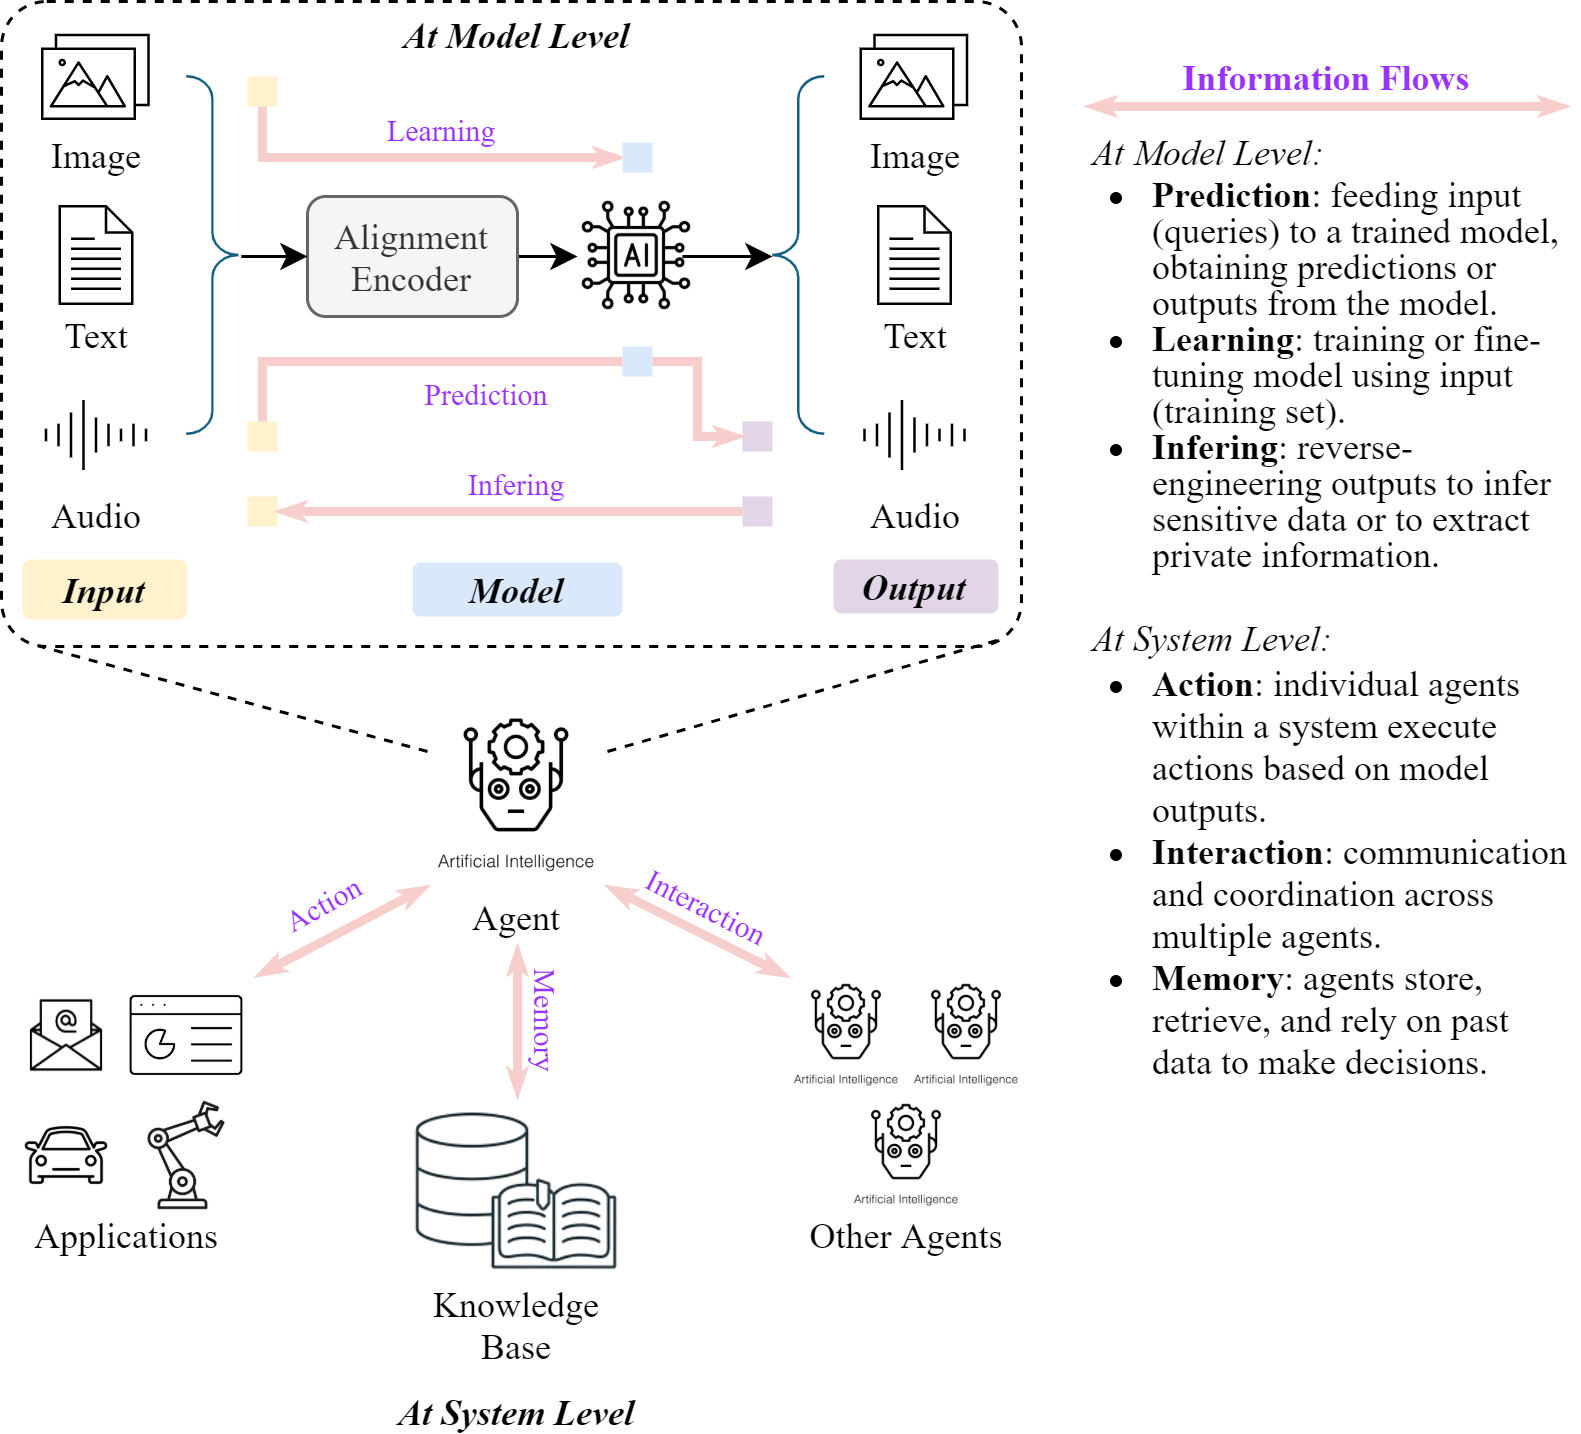 At Model Level
Image
Text
Audio
Input
Learning
Alignment
Encoder
AI
Prediction
Infering
Model
Image
Text
Audio
Output
Artificial Intelligence
Agent
Action
Memory
Interaction
@
Applications
Knowledge
Base
Artificial Intelligence
Artificial Intelligence
Artificial Intelligence
Other Agents
At System Level
Information Flows
At Model Level:
• Prediction: feeding input
(queries) to a trained model,
obtaining predictions or
outputs from the model.
• Learning: training or fine-
tuning model using input
(training set).
• Infering: reverse-
engineering outputs to infer
sensitive data or to extract
private information.
At System Level:
• Action: individual agents
within a system execute
actions based on model
outputs.
• Interaction: communication
and coordination across
multiple agents.
• Memory: agents store,
retrieve, and rely on past
data to make decisions.